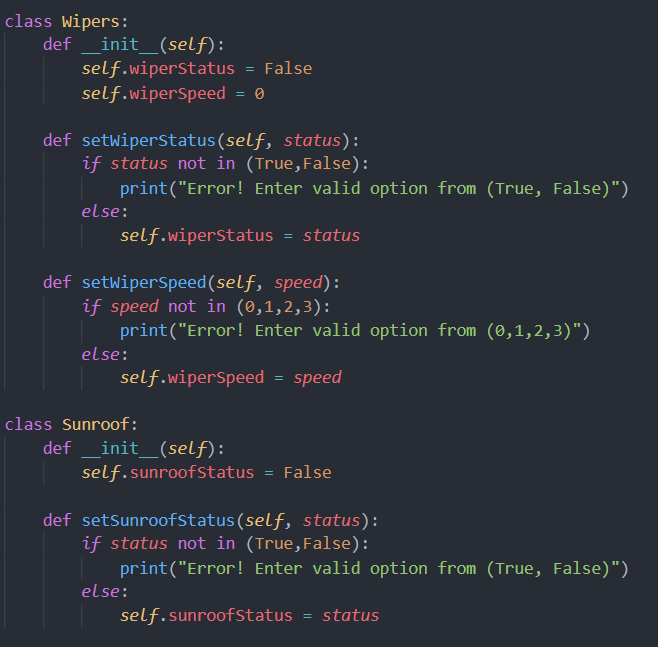 class Wipers:
    def __init__(self):
        self.wiperStatus = False
        self.wiperSpeed = 0

    def setWiperStatus(self, status):
        if status not in (True,False):
            print("Error! Enter valid option from (True, False)")
        else:
            self.wiperStatus = status

    def setWiperSpeed(self, speed):
        if speed not in (0,1,2,3):
            print("Error! Enter valid option from (0,1,2,3)")
        else:
            self.wiperSpeed = speed

class Sunroof:
    def __init__(self):
        self.sunroofStatus = False

    def setSunroofStatus(self, status):
        if status not in (True,False):
            print("Error! Enter valid option from (True, False)")
        else:
            self.sunroofStatus = status